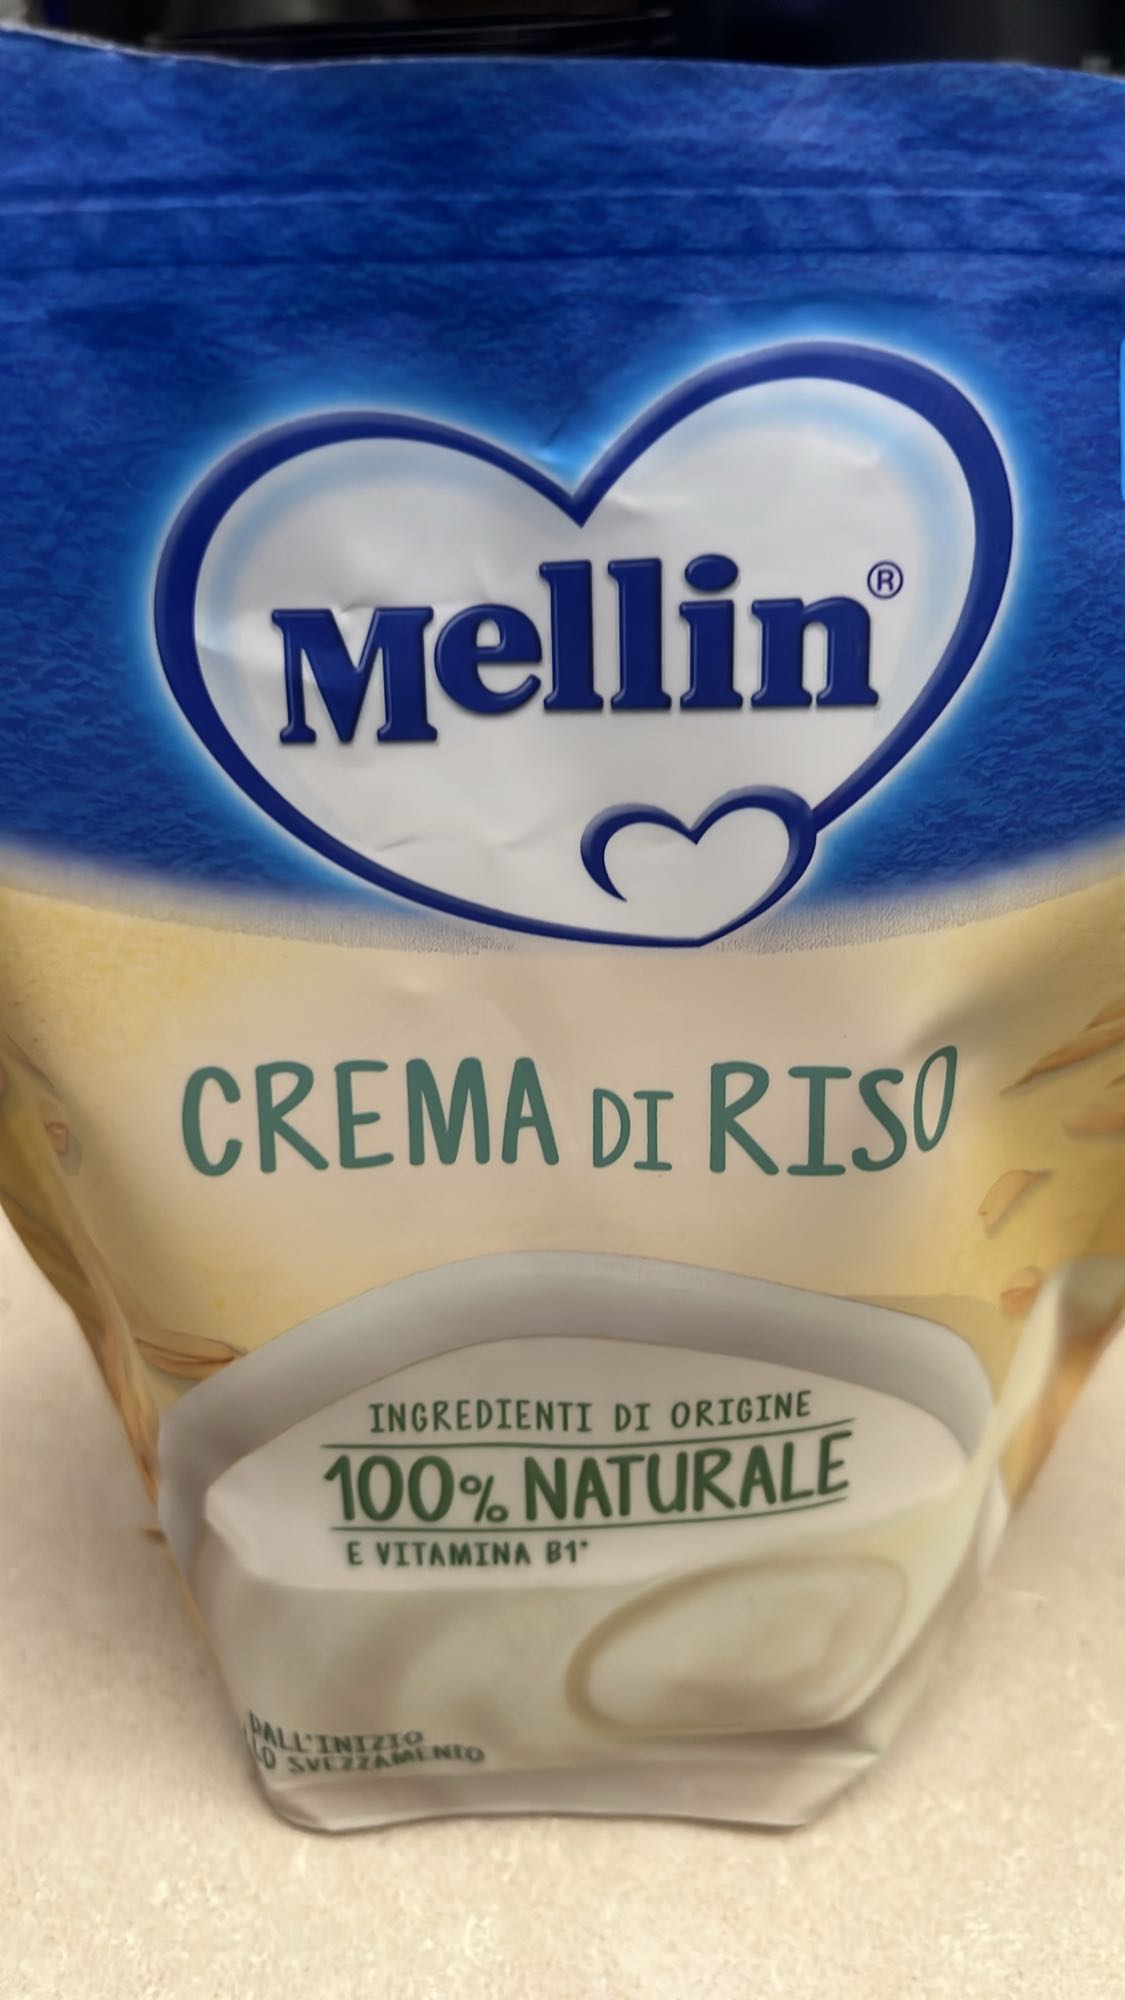 Mellin®
CREMA DI RISO
INGREDIENTI DI ORIGINE
100% NATURALE
E VITAMINA B1*
DALL'INIZIO
LO SVEZZAMENTO